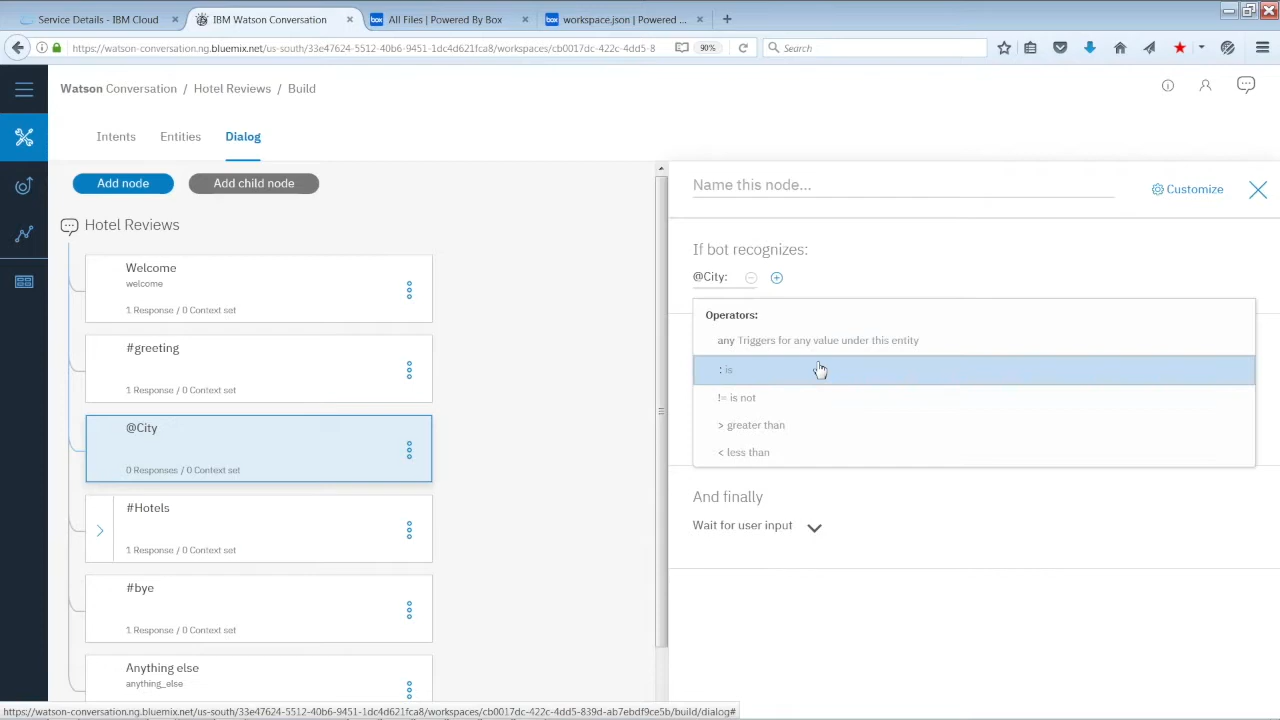 Service Details - IBM Cloud
IBM Watson Conversation
All Files | Powered By Box
workspace.json | Powered ...
https://watson-conversation.ng.bluemix.net/us-south/33e47624-5512-40b6-9451-1dc4d621fca8/workspaces/cb0017dc-422c-4dd5-8
90%
Search
Watson Conversation / Hotel Reviews / Build
Intents Entities Dialog
Add node
Add child node
Hotel Reviews
Welcome
welcome
1 Response / 0 Context set
#greeting
1 Response / 0 Context set
@City
0 Responses / 0 Context set
#Hotels
1 Response / 0 Context set
#bye
1 Response / 0 Context set
Anything else
anything_else
Name this node...
Customize
If bot recognizes:
@City:
Operators:
any Triggers for any value under this entity
: is
!= is not
> greater than
< less than
And finally
Wait for user input
https://watson-conversation.ng.bluemix.net/us-south/33e47624-5512-40b6-9451-1dc4d621fca8/workspaces/cb0017dc-422c-4dd5-839d-ab7ebdf9ce5b/build/dialog#